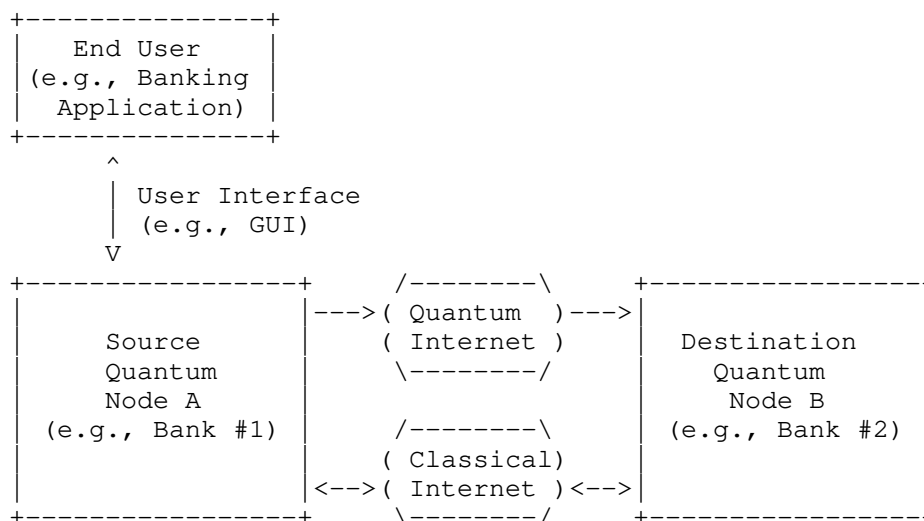 +---------------+
|   End User    |
|(e.g., Banking |
|  Application) |
+---------------+
      ^
      | User Interface
      | (e.g., GUI)
      V
+-----------------+     /--------\      +-----------------
|                 |--->( Quantum  )--->|
|     Source      |    ( Internet )    |  Destination
|     Quantum     |     \--------/     |    Quantum
|     Node A      |                    |     Node B
| (e.g., Bank #1) |     /--------\     | (e.g., Bank #2)
|                 |    ( Classical)    |
|                 |<-->( Internet )<-->|
+-----------------+     \--------/     +-----------------